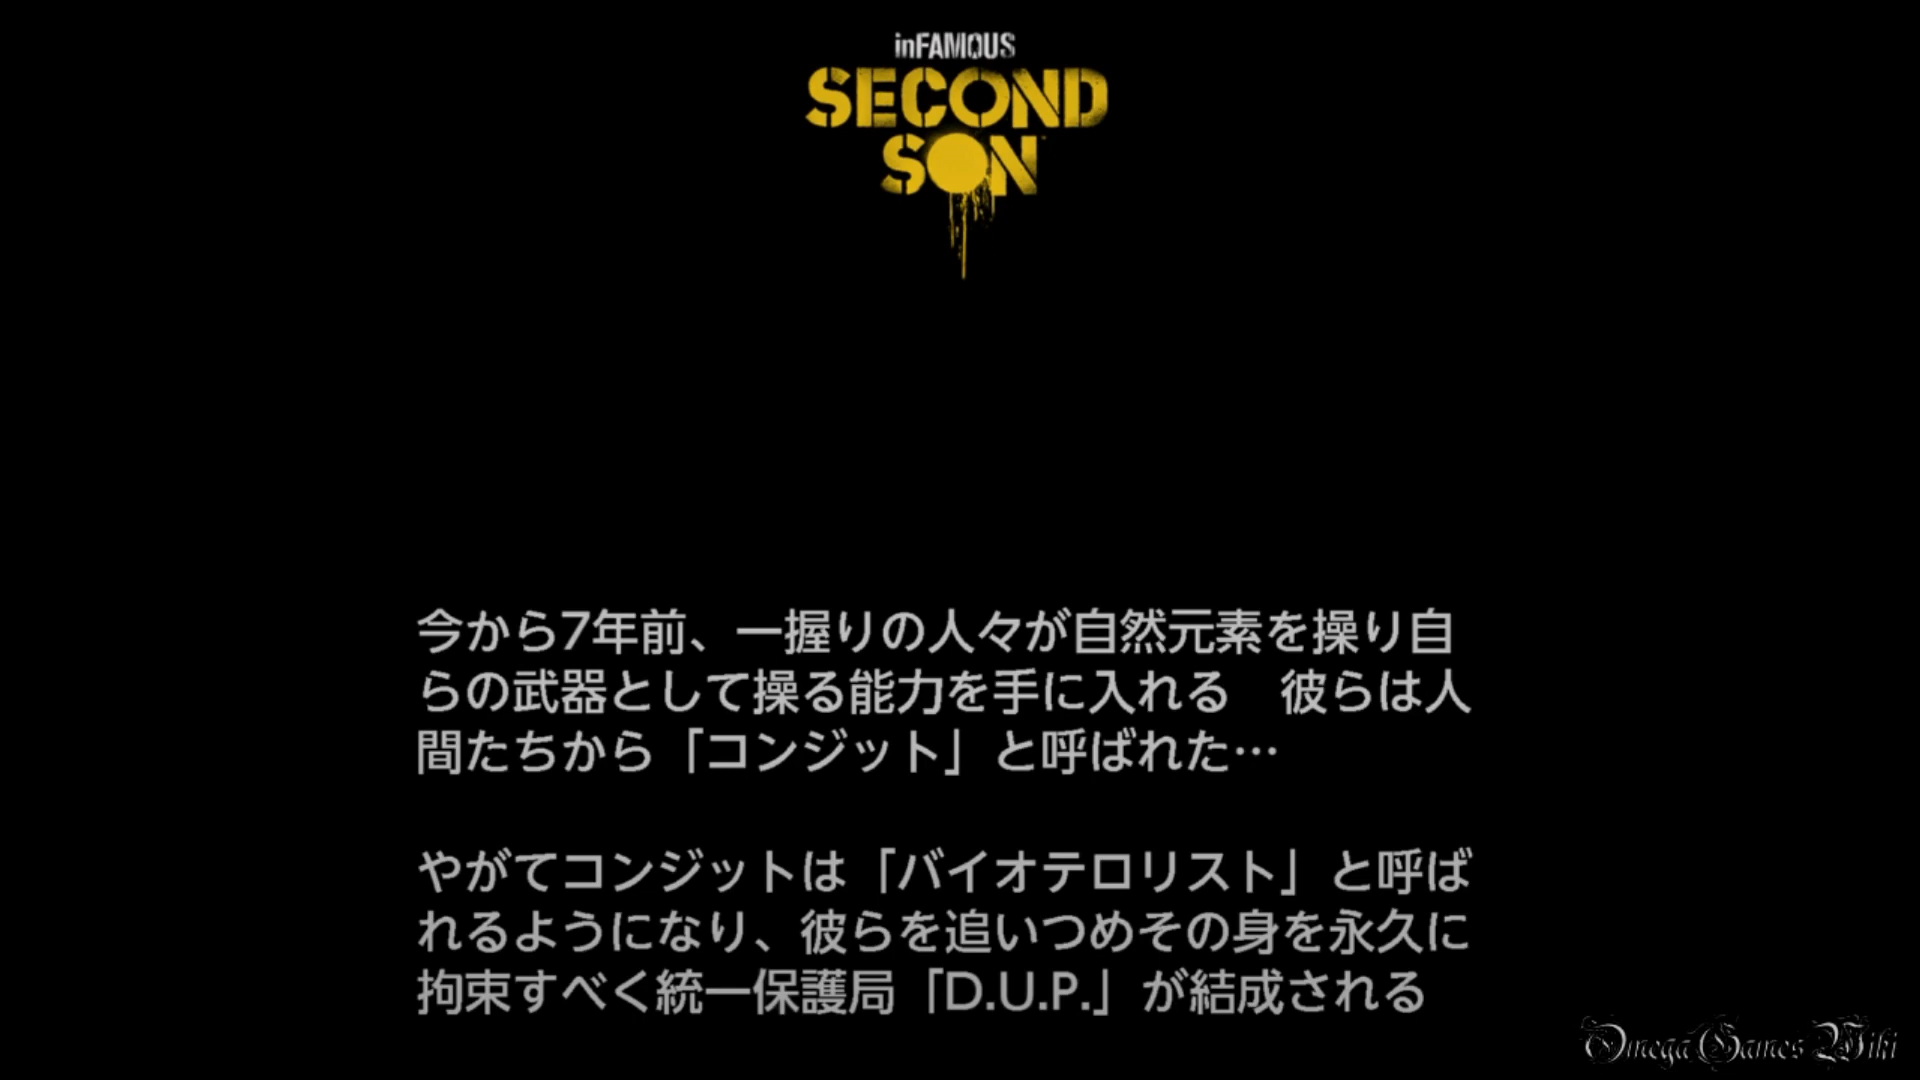 inFAMOUS
SECOND
SON
今から7年前、一握りの人々が自然元素を操り自
らの武器として操る能力を手に入れる　彼らは人
間たちから「コンジット」と呼ばれた…
やがてコンジットは「バイオテロリスト」と呼ば
れるようになり、彼らを追いつめその身を永久に
拘束すべく統一保護局「D.U.P.」が結成される
Omega Games Wiki